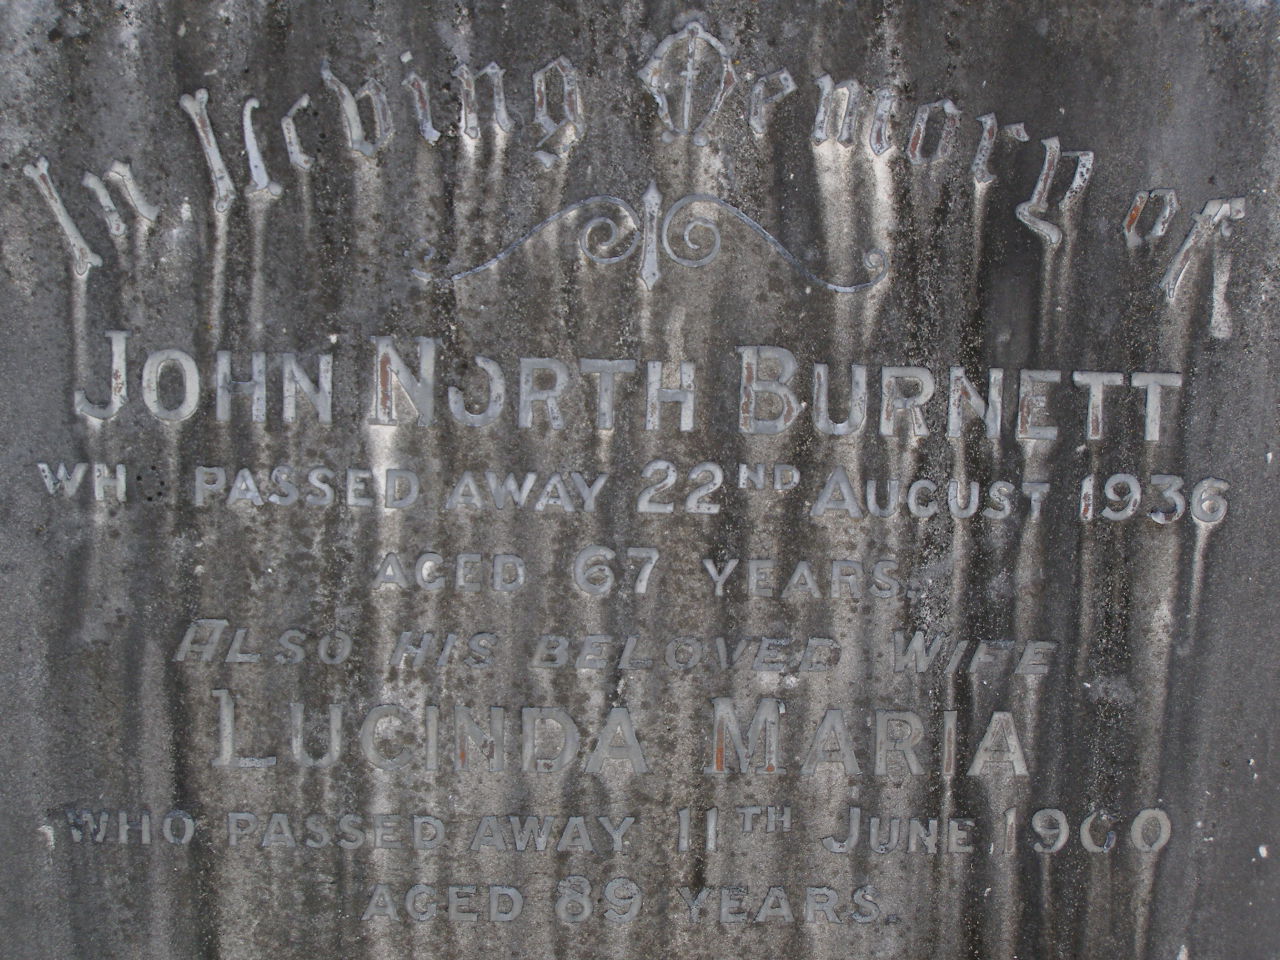 In Loving Memory of
JOHN NORTH BURNETT
WH PASSED AWAY 22ND AUGUST 1936
AGED 67 YEARS.
ALSO HIS BELOVED WIFE
LUCINDA MARIA
WHO PASSED AWAY 11TH JUNE 1960
AGED 89 YEARS